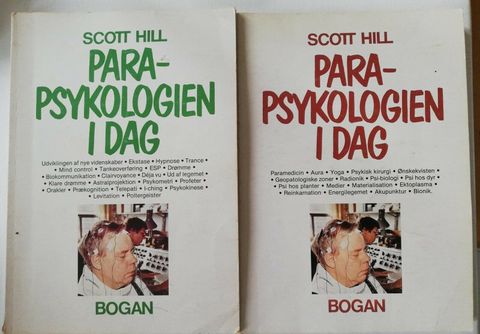 SCOTT HILL
PARA-
PSYKOLOGIEN
I DAG
Udviklingen af nye videnskaber • Ekstase • Hypnose • Trance •
• Mind control • Tankeoverføring • ESP • Drømme •
• Biokommunikation • Clairvoyance • Déja vu • Ud af legemet •
• Klare drømme • Astralprojektion • Psykometri • Profeter •
• Orakler • Prækognition • Telepati • I-ching • Psykokinese •
• Levitation • Poltergeister
BOGAN
SCOTT HILL
PARA-
PSYKOLOGIEN
I DAG
Paramedicin • Aura • Yoga • Psykisk kirurgi • Ønskekvisten •
• Geopatologiske zoner • Radionik • Psi-biologi • Psi hos dyr •
• Psi hos planter • Medier • Materialisation • Ektoplasma •
• Reinkarnation • Energilegemet • Akupunktur • Bionik.
BOGAN